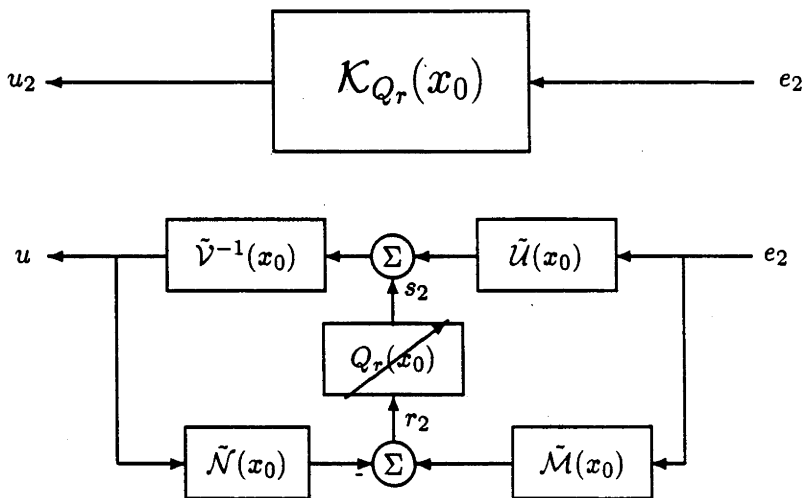 u₂ 𝒦_{Q_r}(x₀) e₂
u 𝒱̃⁻¹(x₀) Σ 𝒰̃(x₀) e₂
s₂
Q_r(x₀)
r₂
𝒩̃(x₀) - Σ ℳ̃(x₀)